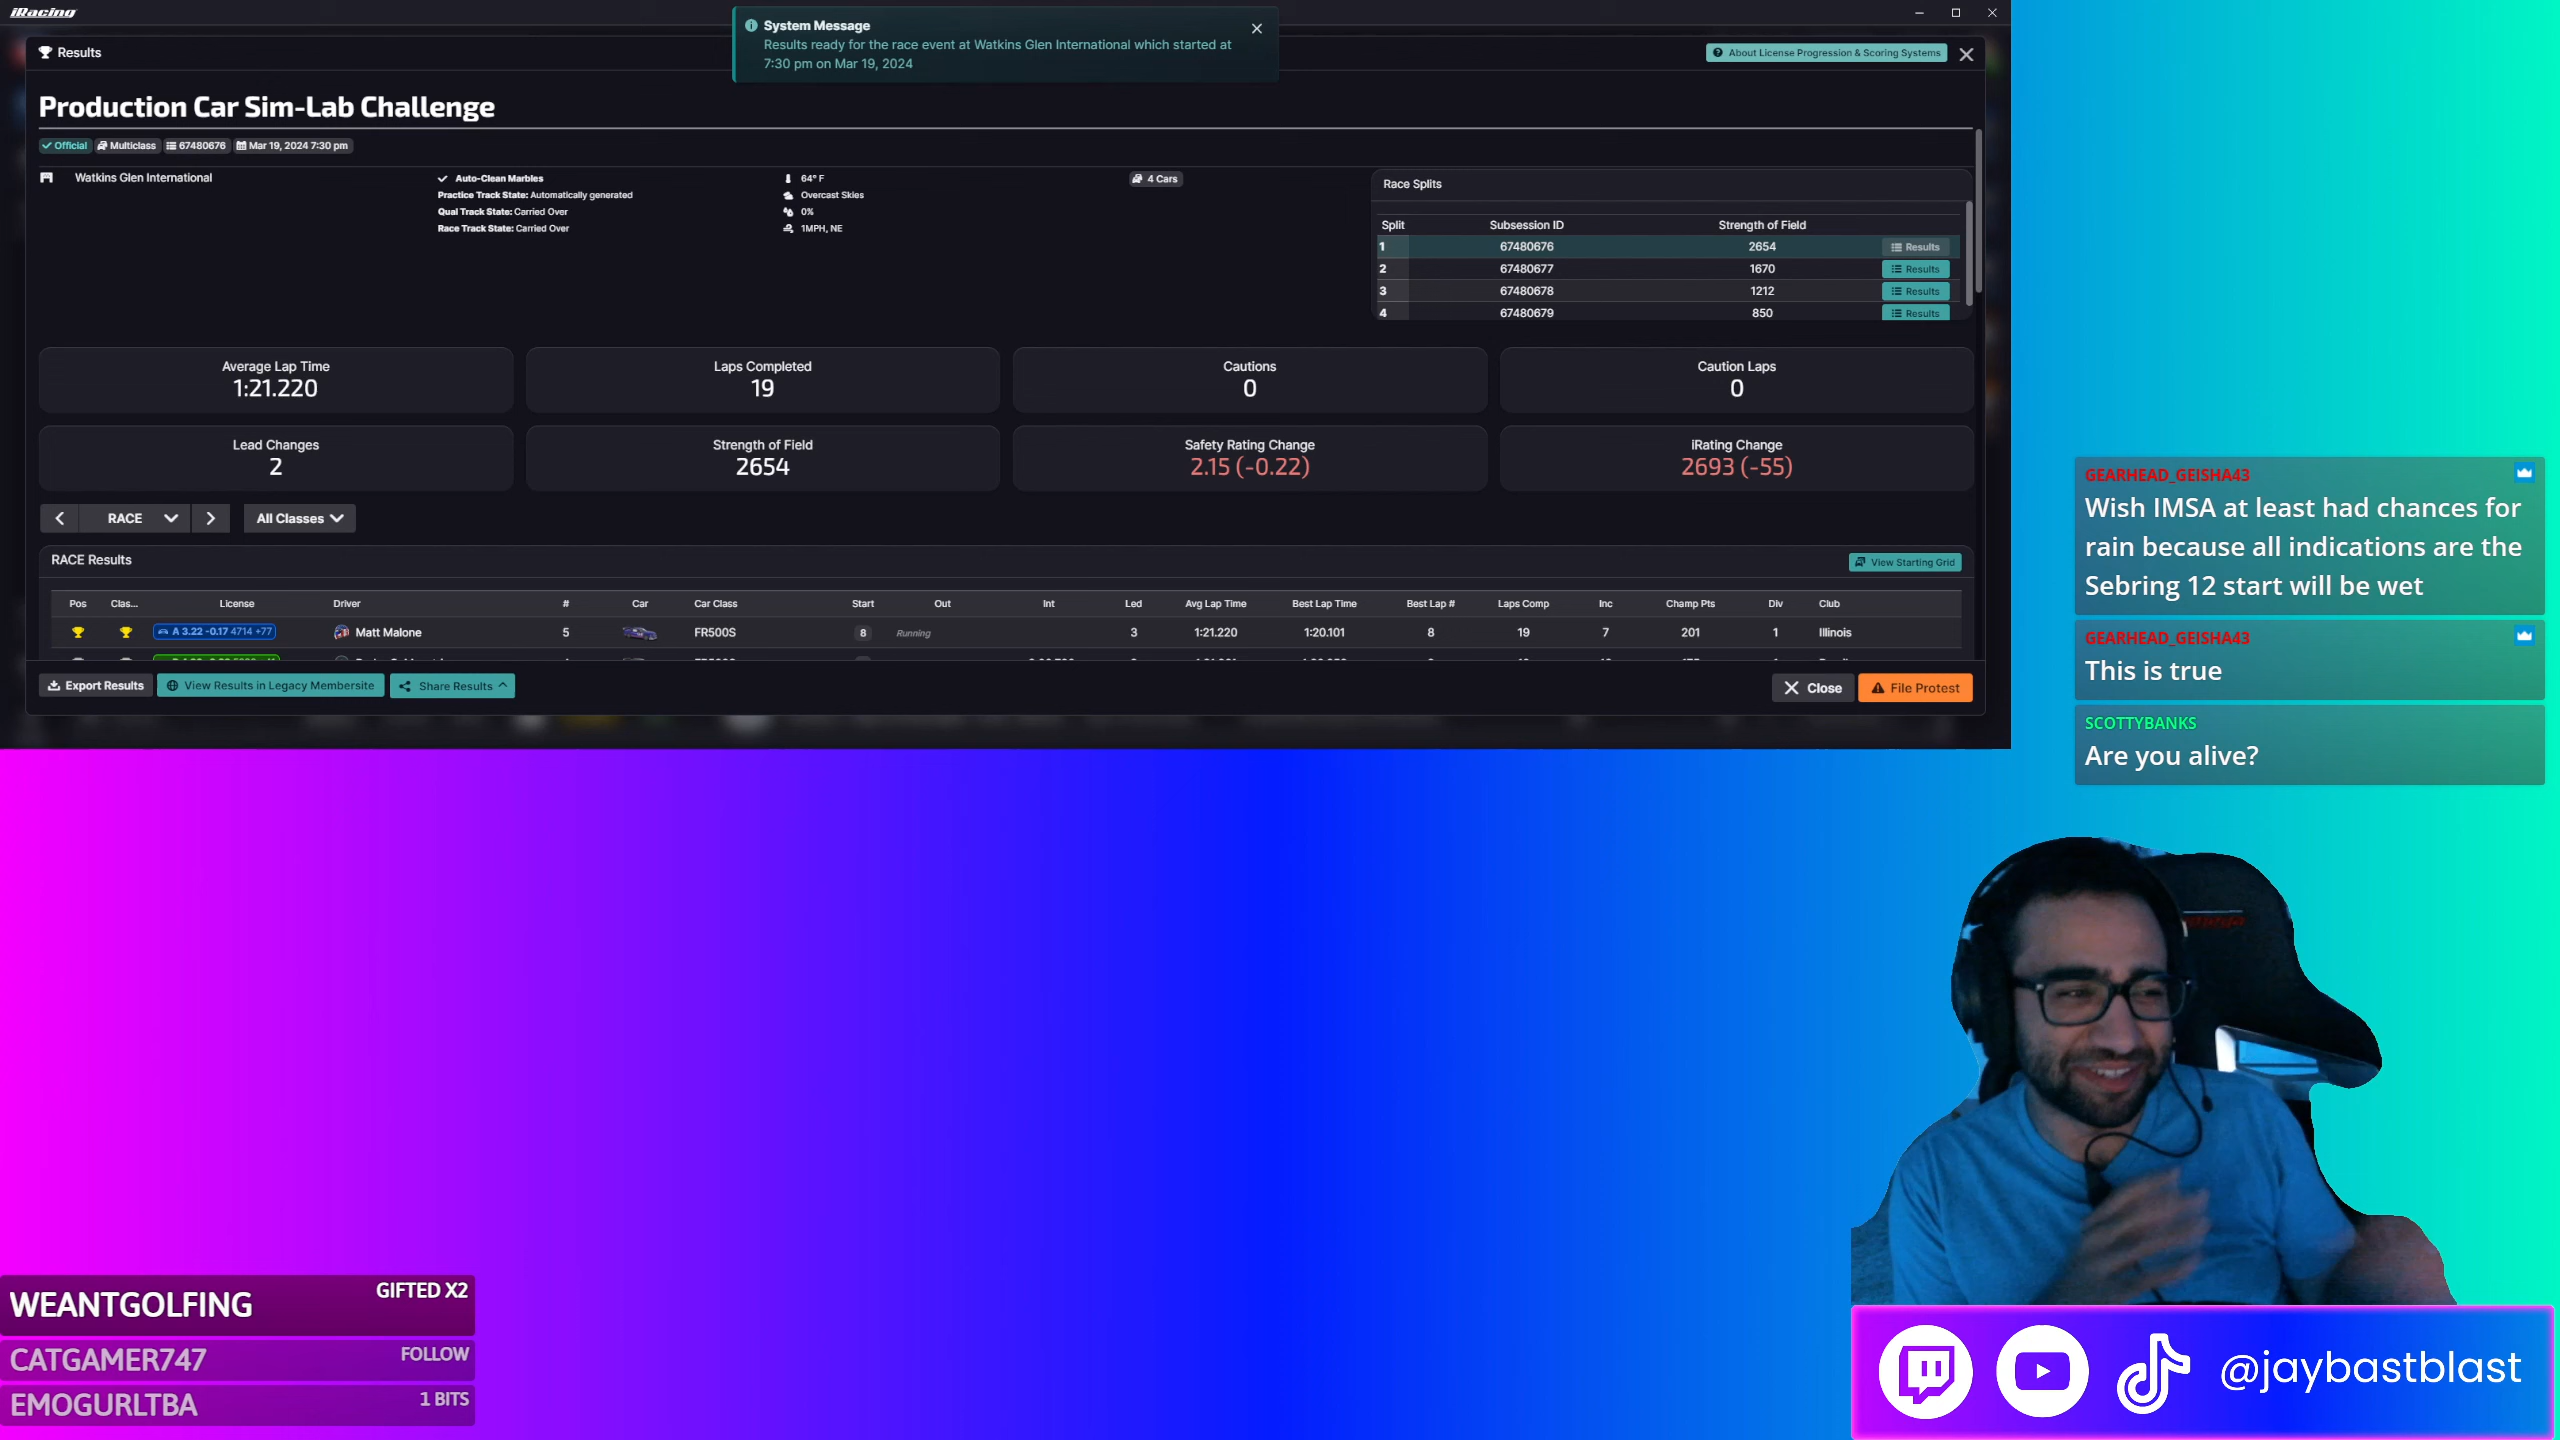 iRacing
System Message
Results ready for the race event at Watkins Glen International which started at
7:30 pm on Mar 19, 2024
Results
About License Progression & Scoring Systems
Production Car Sim-Lab Challenge
Official
Multiclass
67480676
Mar 19, 2024 7:30 pm
Watkins Glen International
Auto-Clean Marbles
Practice Track State: Automatically generated
Qual Track State: Carried Over
Race Track State: Carried Over
64° F
Overcast Skies
0%
1MPH, NE
4 Cars
Race Splits
Split Subsession ID Strength of Field
1 67480676 2654 Results
2 67480677 1670 Results
3 67480678 1212 Results
4 67480679 850 Results
Average Lap Time
1:21.220
Laps Completed
19
Cautions
0
Caution Laps
0
Lead Changes
2
Strength of Field
2654
Safety Rating Change
2.15 (-0.22)
iRating Change
2693 (-55)
RACE
All Classes
RACE Results
View Starting Grid
Pos Clas... License Driver # Car Car Class Start Out Int Led Avg Lap Time Best Lap Time Best Lap # Laps Comp Inc Champ Pts Div Club
A 3.22 -0.17 4714 +77 Matt Malone 5 FR500S 8 Running 3 1:21.220 1:20.101 8 19 7 201 1 Illinois
Export Results
View Results in Legacy Membersite
Share Results
Close
File Protest
GEARHEAD_GEISHA43
Wish IMSA at least had chances for
rain because all indications are the
Sebring 12 start will be wet
GEARHEAD_GEISHA43
This is true
SCOTTYBANKS
Are you alive?
WEANTGOLFING GIFTED X2
CATGAMER747 FOLLOW
EMOGURLTBA 1 BITS
@jaybastblast